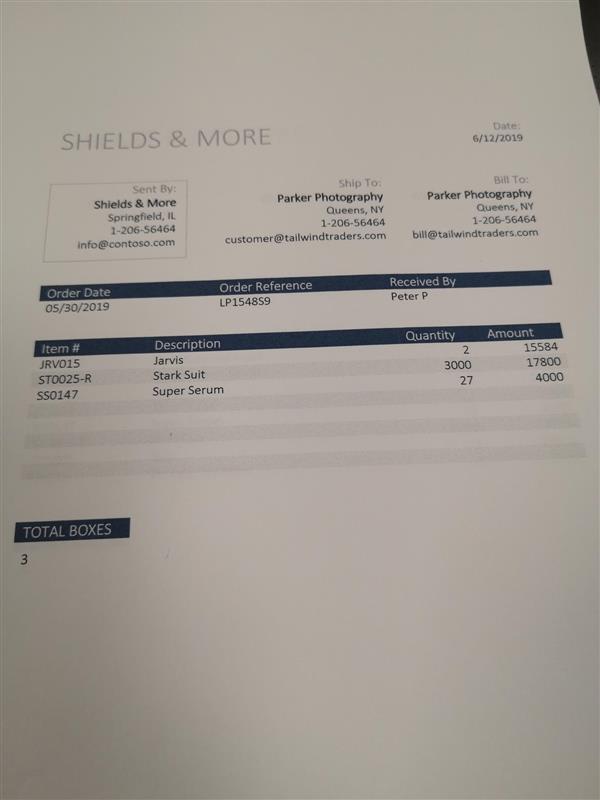 SHIELDS & MORE
Date:
6/12/2019
Sent By:
Shields & More
Springfield, IL
1-206-56464
info@contoso.com
Ship To:
Parker Photography
Queens, NY
1-206-56464
customer@tailwindtraders.com
Bill To:
Parker Photography
Queens, NY
1-206-56464
bill@tailwindtraders.com
Order Date Order Reference Received By
05/30/2019 LP1548S9 Peter P
Item # Description Quantity Amount
JRV015 Jarvis 2 15584
ST0025-R Stark Suit 3000 17800
SS0147 Super Serum 27 4000
TOTAL BOXES
3